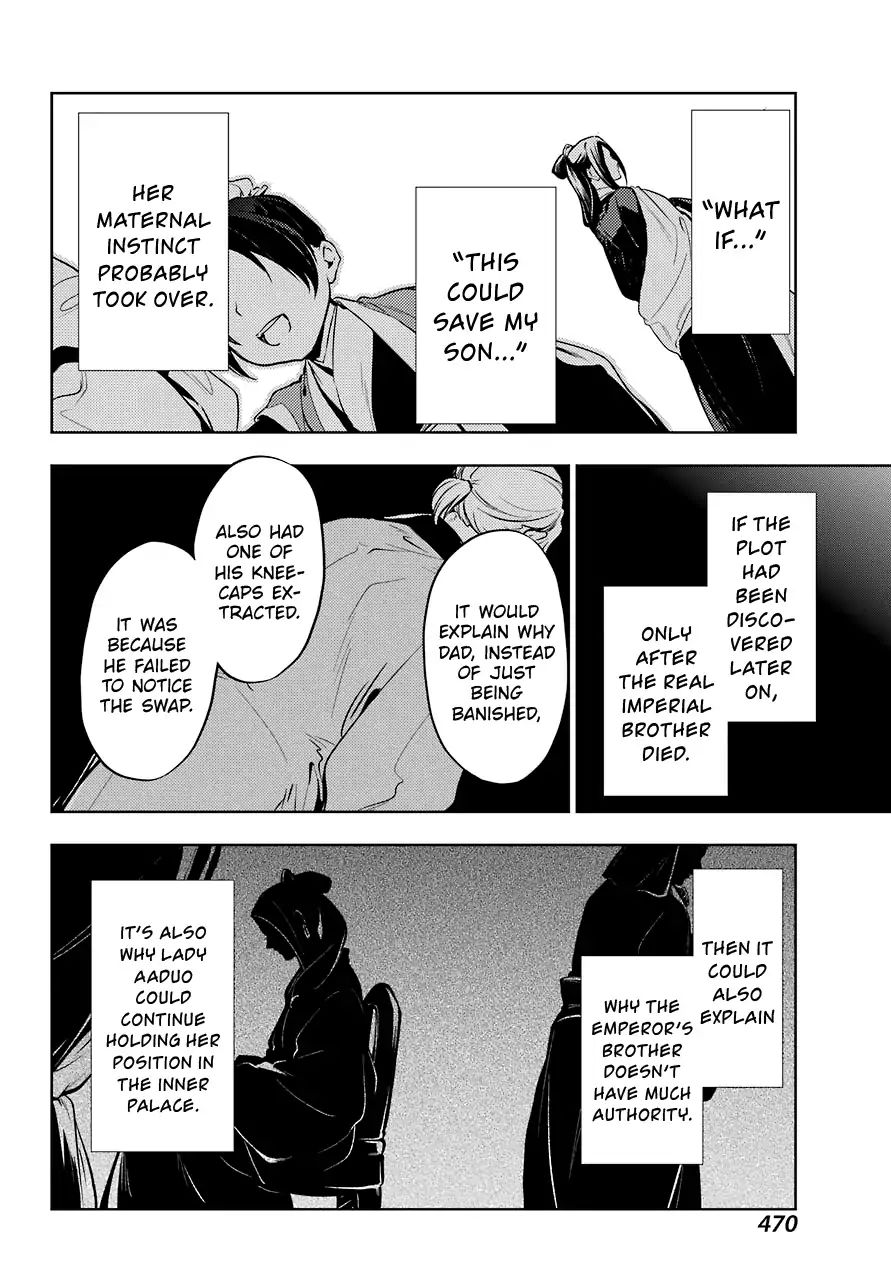 "WHAT
IF..."
"THIS
COULD
SAVE MY
SON..."
HER
MATERNAL
INSTINCT
PROBABLY
TOOK OVER.
IF THE
PLOT
HAD
BEEN
DISCO-
VERED
LATER
ON,
ONLY
AFTER
THE REAL
IMPERIAL
BROTHER
DIED.
IT WOULD
EXPLAIN WHY
DAD, INSTEAD
OF JUST
BEING
BANISHED,
ALSO HAD
ONE OF
HIS KNEE-
CAPS EX-
TRACTED.
IT WAS
BECAUSE
HE FAILED
TO NOTICE
THE SWAP.
THEN IT
COULD
ALSO
EXPLAIN
WHY THE
EMPEROR'S
BROTHER
DOESN'T
HAVE MUCH
AUTHORITY.
IT'S ALSO
WHY LADY
AADUO
COULD
CONTINUE
HOLDING HER
POSITION IN
THE INNER
PALACE.
470